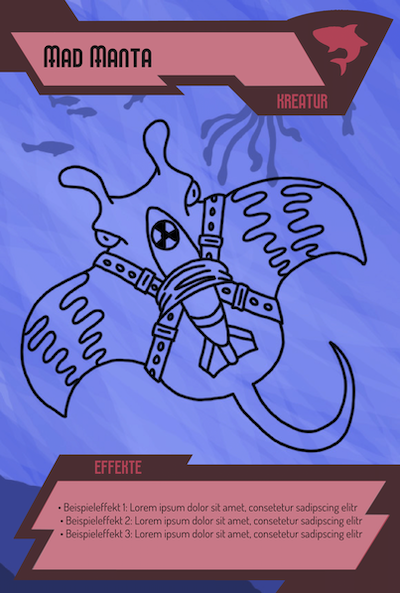 Mad Manta
KREATUR
EFFEKTE
• Beispieleffekt 1: Lorem ipsum dolor sit amet, consetetur sadipscing elitr
• Beispieleffekt 2: Lorem ipsum dolor sit amet, consetetur sadipscing elitr
• Beispieleffekt 3: Lorem ipsum dolor sit amet, consetetur sadipscing elitr